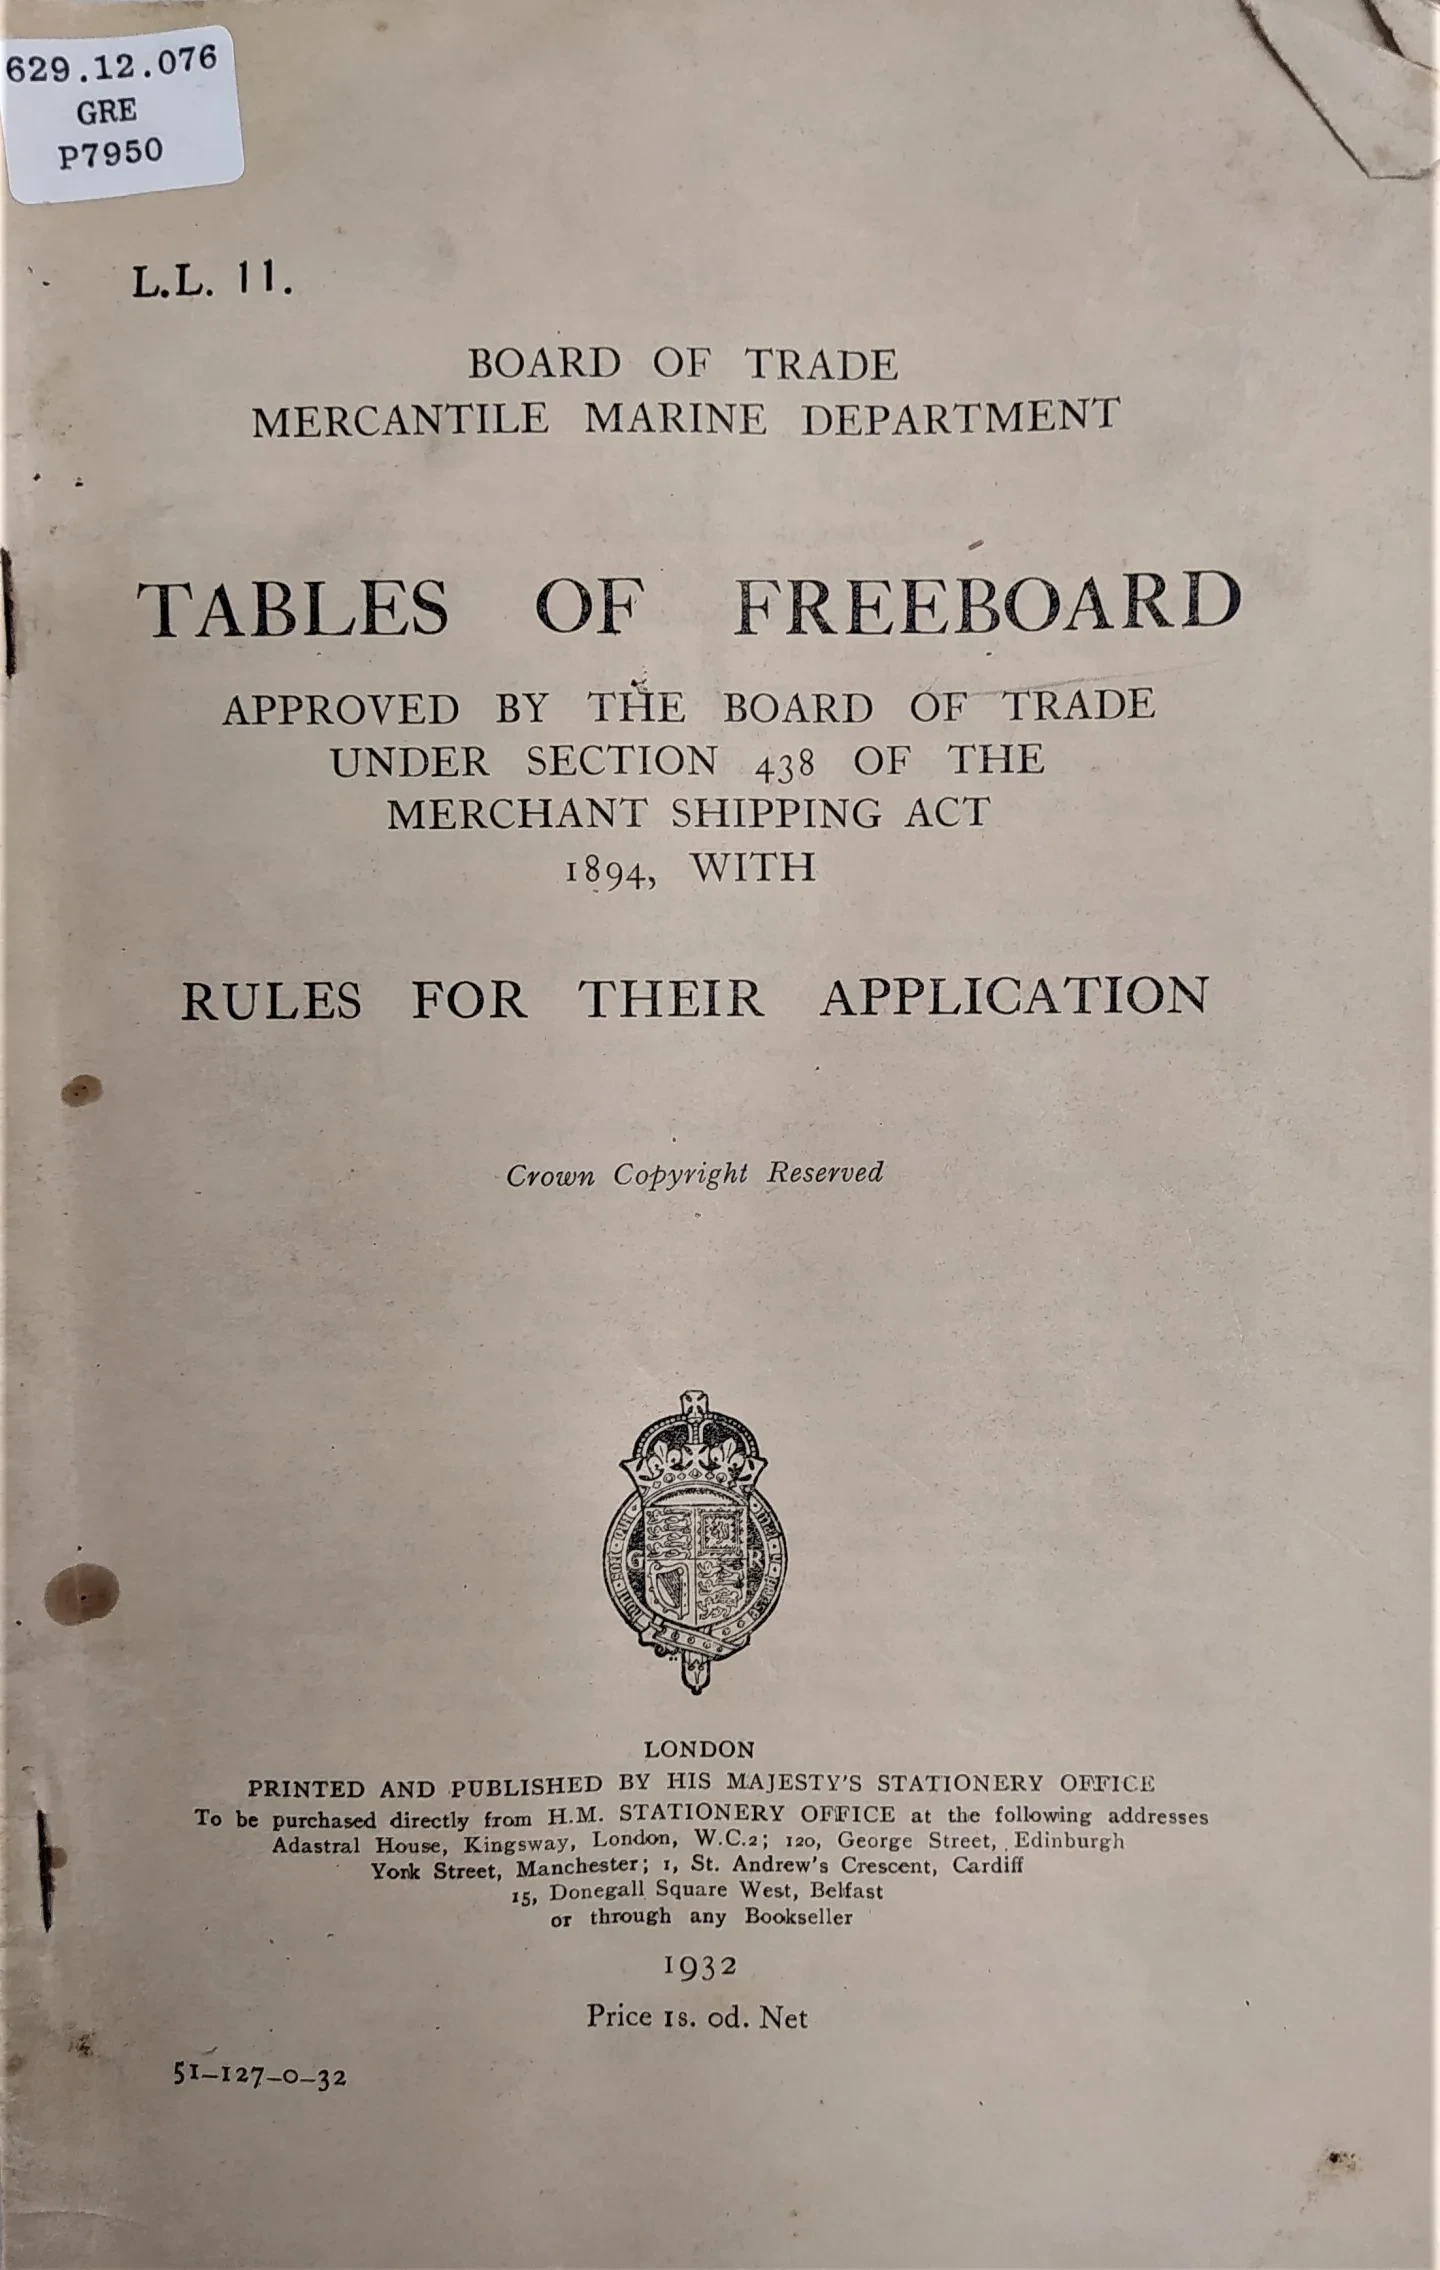 629.12.076
GRE
P7950
L.L. 11.
BOARD OF TRADE
MERCANTILE MARINE DEPARTMENT
TABLES OF FREEBOARD
APPROVED BY THE BOARD OF TRADE
UNDER SECTION 438 OF THE
MERCHANT SHIPPING ACT
1894, WITH
RULES FOR THEIR APPLICATION
Crown Copyright Reserved
G R
LONDON
PRINTED AND PUBLISHED BY HIS MAJESTY'S STATIONERY OFFICE
To be purchased directly from H.M. STATIONERY OFFICE at the following addresses
Adastral House, Kingsway, London, W.C.2; 120, George Street, Edinburgh
York Street, Manchester; 1, St. Andrew's Crescent, Cardiff
15, Donegall Square West, Belfast
or through any Bookseller
1932
Price 1s. 0d. Net
51–127–0–32